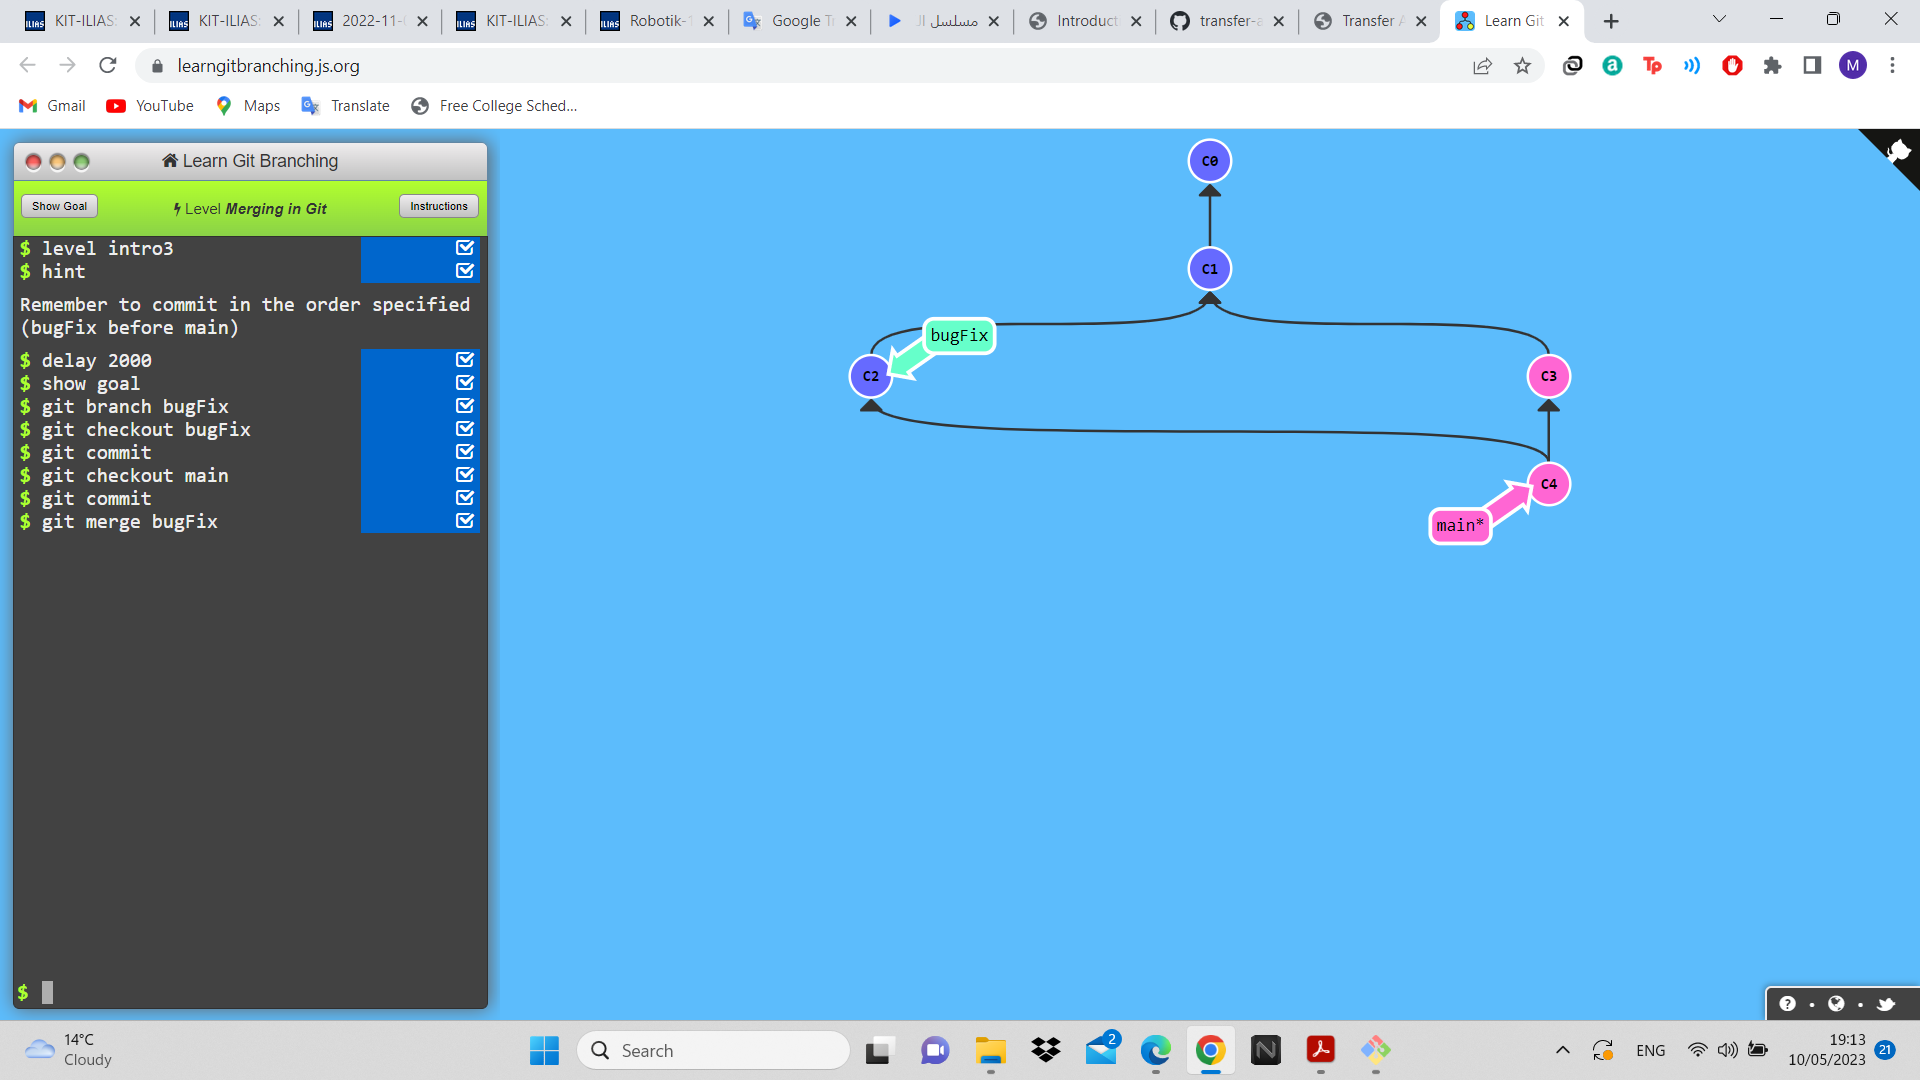 KIT-ILIAS:
KIT-ILIAS:
2022-11-
KIT-ILIAS:
Robotik-1
Google Tr
مسلسل ال
Introduct
transfer-a
Transfer A
Learn Git
learngitbranching.js.org
M
Gmail
YouTube
Maps
Translate
Free College Sched...
Learn Git Branching
Show Goal
Level Merging in Git
Instructions
$ level intro3
$ hint
Remember to commit in the order specified
(bugFix before main)
$ delay 2000
$ show goal
$ git branch bugFix
$ git checkout bugFix
$ git commit
$ git checkout main
$ git commit
$ git merge bugFix
$
C0
C1
bugFix
C2
C3
C4
main*
14°C
Cloudy
Search
2
ENG
19:13
10/05/2023
21